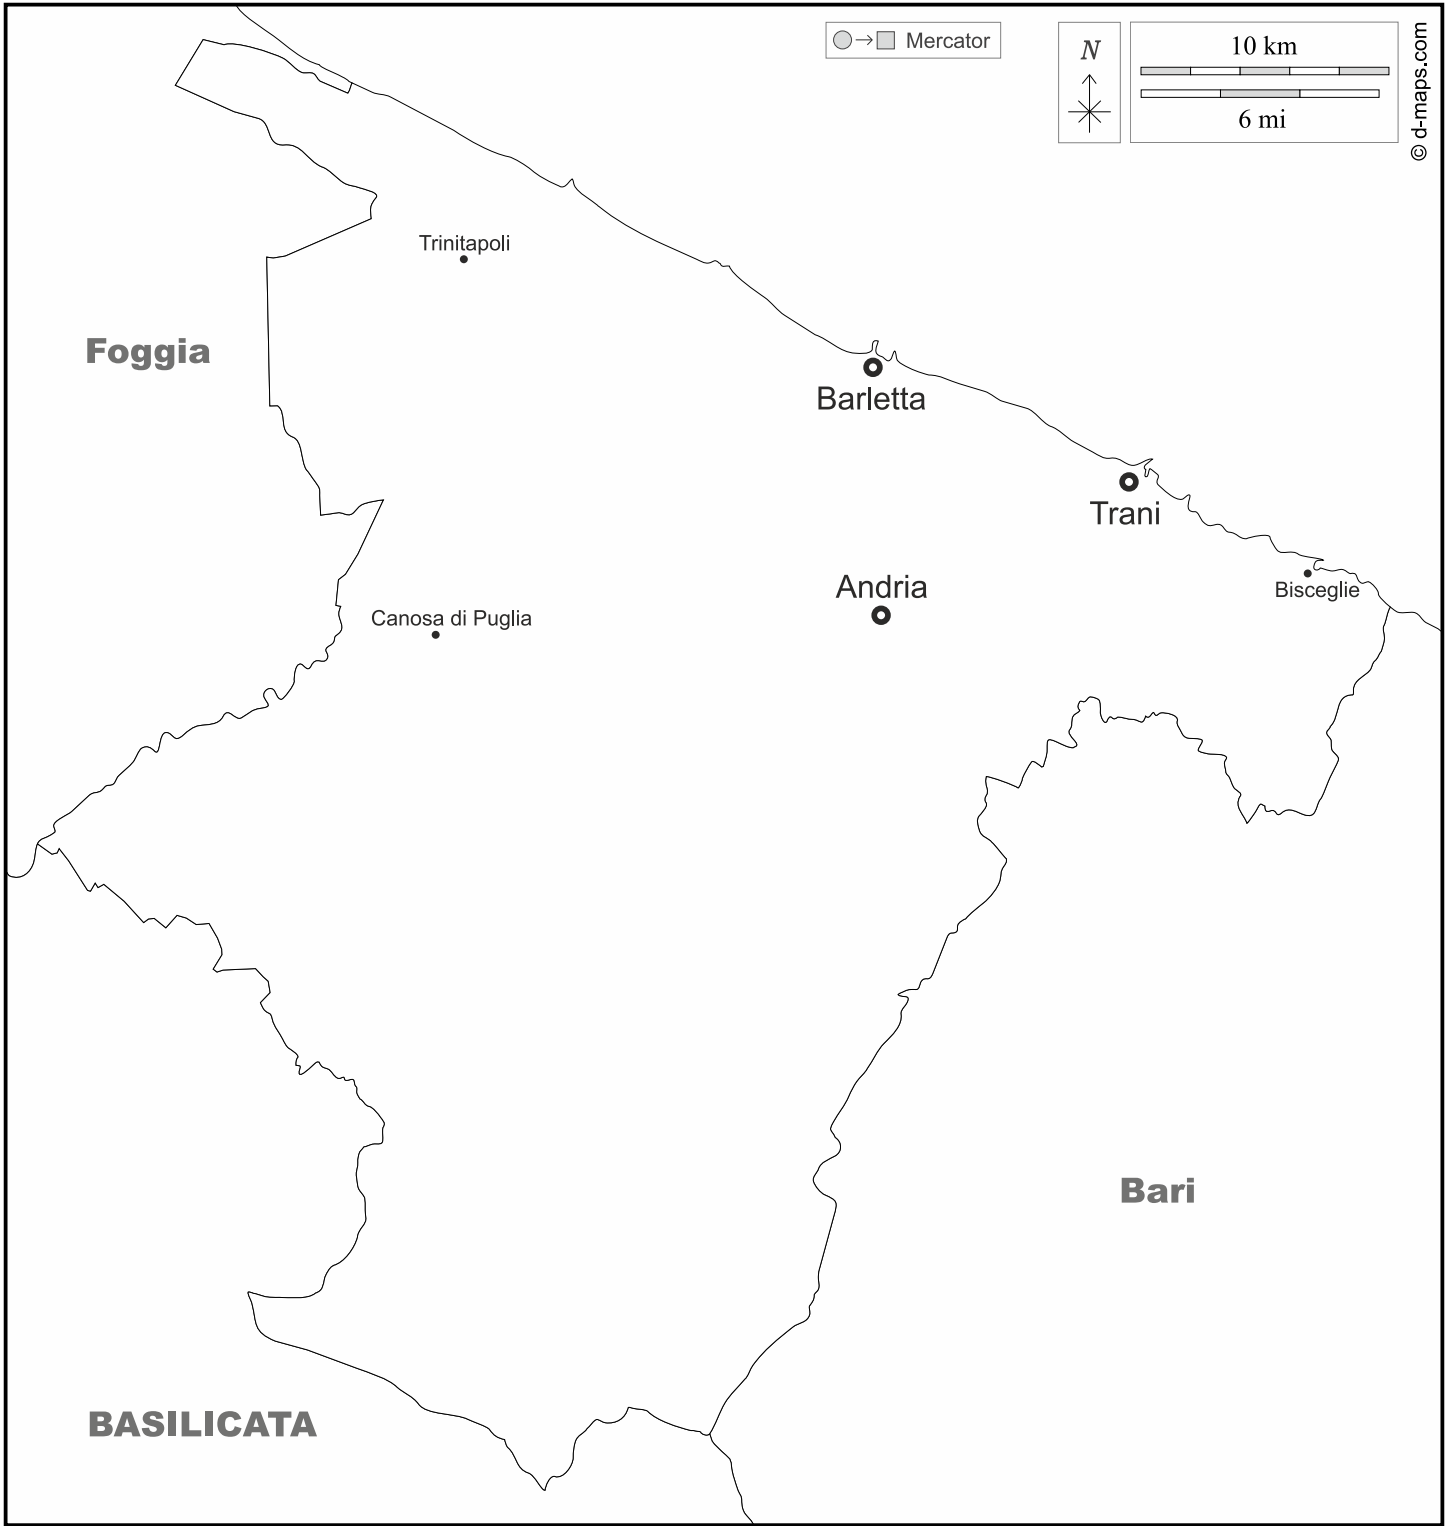 Mercator
N
10 km
6 mi
© d-maps.com
Trinitapoli
Foggia
Barletta
Trani
Andria
Bisceglie
Canosa di Puglia
Bari
BASILICATA